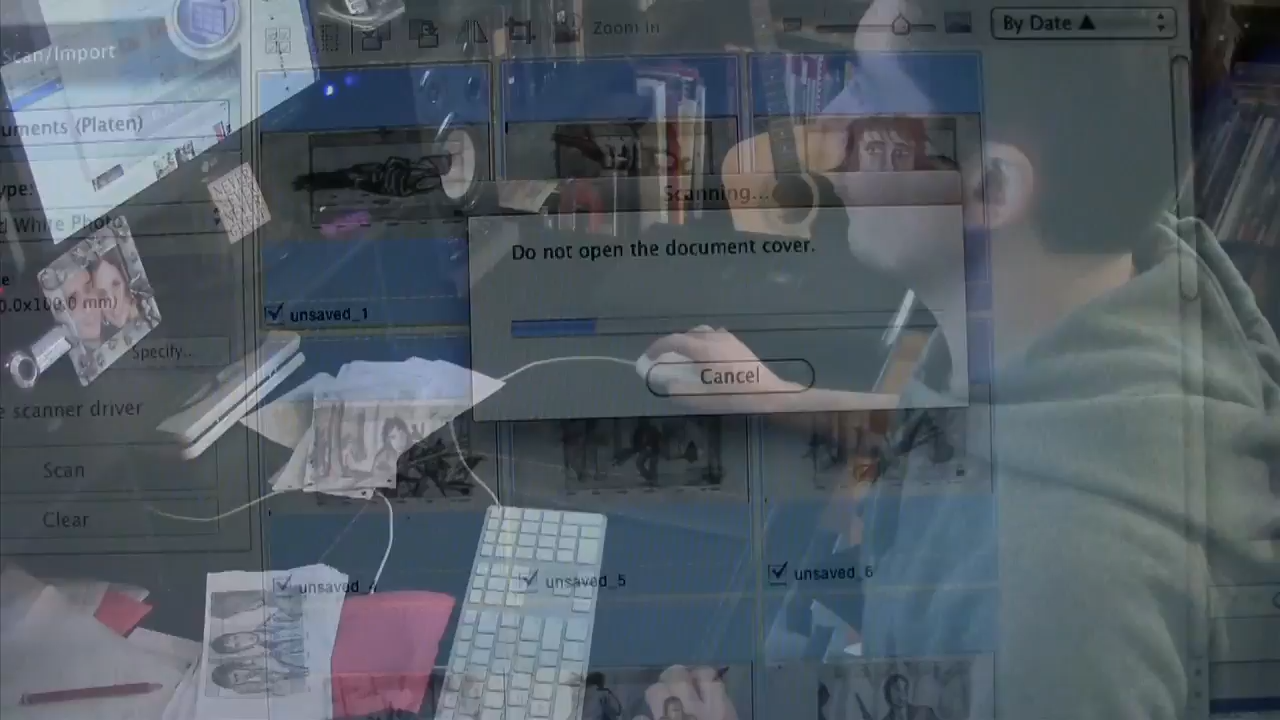 Scan/Import
Zoom in
By Date ▲
uments (Platen)
ype:
d White Photo
Scanning...
Do not open the document cover.
0.0x100.0 mm)
unsaved_1
Specify...
Cancel
e scanner driver
Scan
Clear
unsaved_4
unsaved_5
unsaved_6